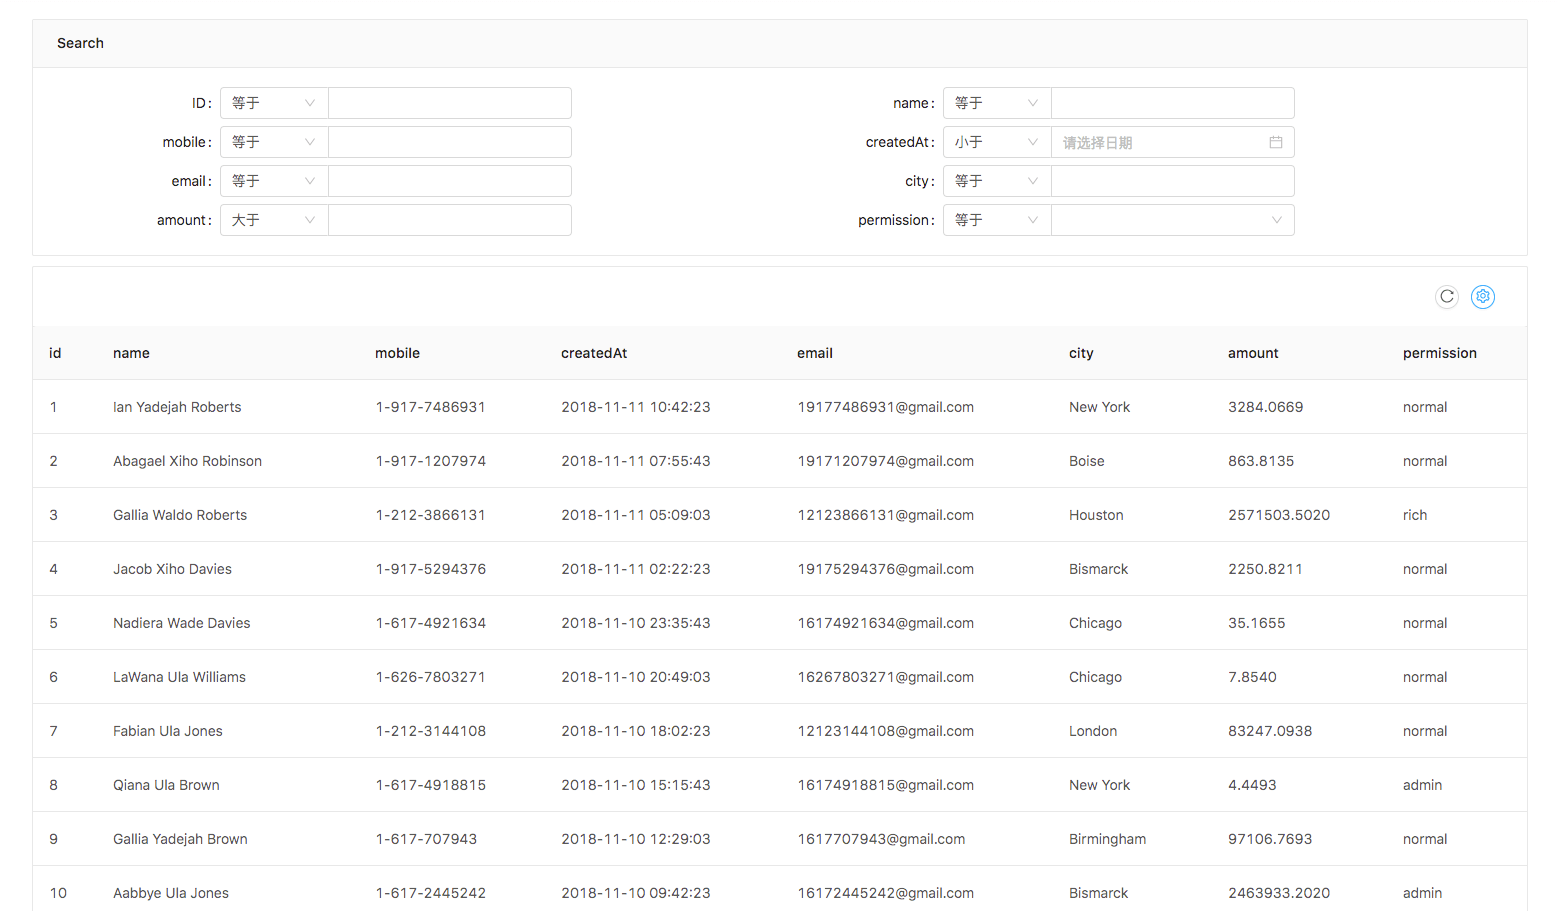 Search
ID: 等于 name: 等于
mobile: 等于 createdAt: 小于 请选择日期
email: 等于 city: 等于
amount: 大于 permission: 等于
id name mobile createdAt email city amount permission
1 Ian Yadejah Roberts 1-917-7486931 2018-11-11 10:42:23 19177486931@gmail.com New York 3284.0669 normal
2 Abagael Xiho Robinson 1-917-1207974 2018-11-11 07:55:43 19171207974@gmail.com Boise 863.8135 normal
3 Gallia Waldo Roberts 1-212-3866131 2018-11-11 05:09:03 12123866131@gmail.com Houston 2571503.5020 rich
4 Jacob Xiho Davies 1-917-5294376 2018-11-11 02:22:23 19175294376@gmail.com Bismarck 2250.8211 normal
5 Nadiera Wade Davies 1-617-4921634 2018-11-10 23:35:43 16174921634@gmail.com Chicago 35.1655 normal
6 LaWana Ula Williams 1-626-7803271 2018-11-10 20:49:03 16267803271@gmail.com Chicago 7.8540 normal
7 Fabian Ula Jones 1-212-3144108 2018-11-10 18:02:23 12123144108@gmail.com London 83247.0938 normal
8 Qiana Ula Brown 1-617-4918815 2018-11-10 15:15:43 16174918815@gmail.com New York 4.4493 admin
9 Gallia Yadejah Brown 1-617-707943 2018-11-10 12:29:03 1617707943@gmail.com Birmingham 97106.7693 normal
10 Aabbye Ula Jones 1-617-2445242 2018-11-10 09:42:23 16172445242@gmail.com Bismarck 2463933.2020 admin